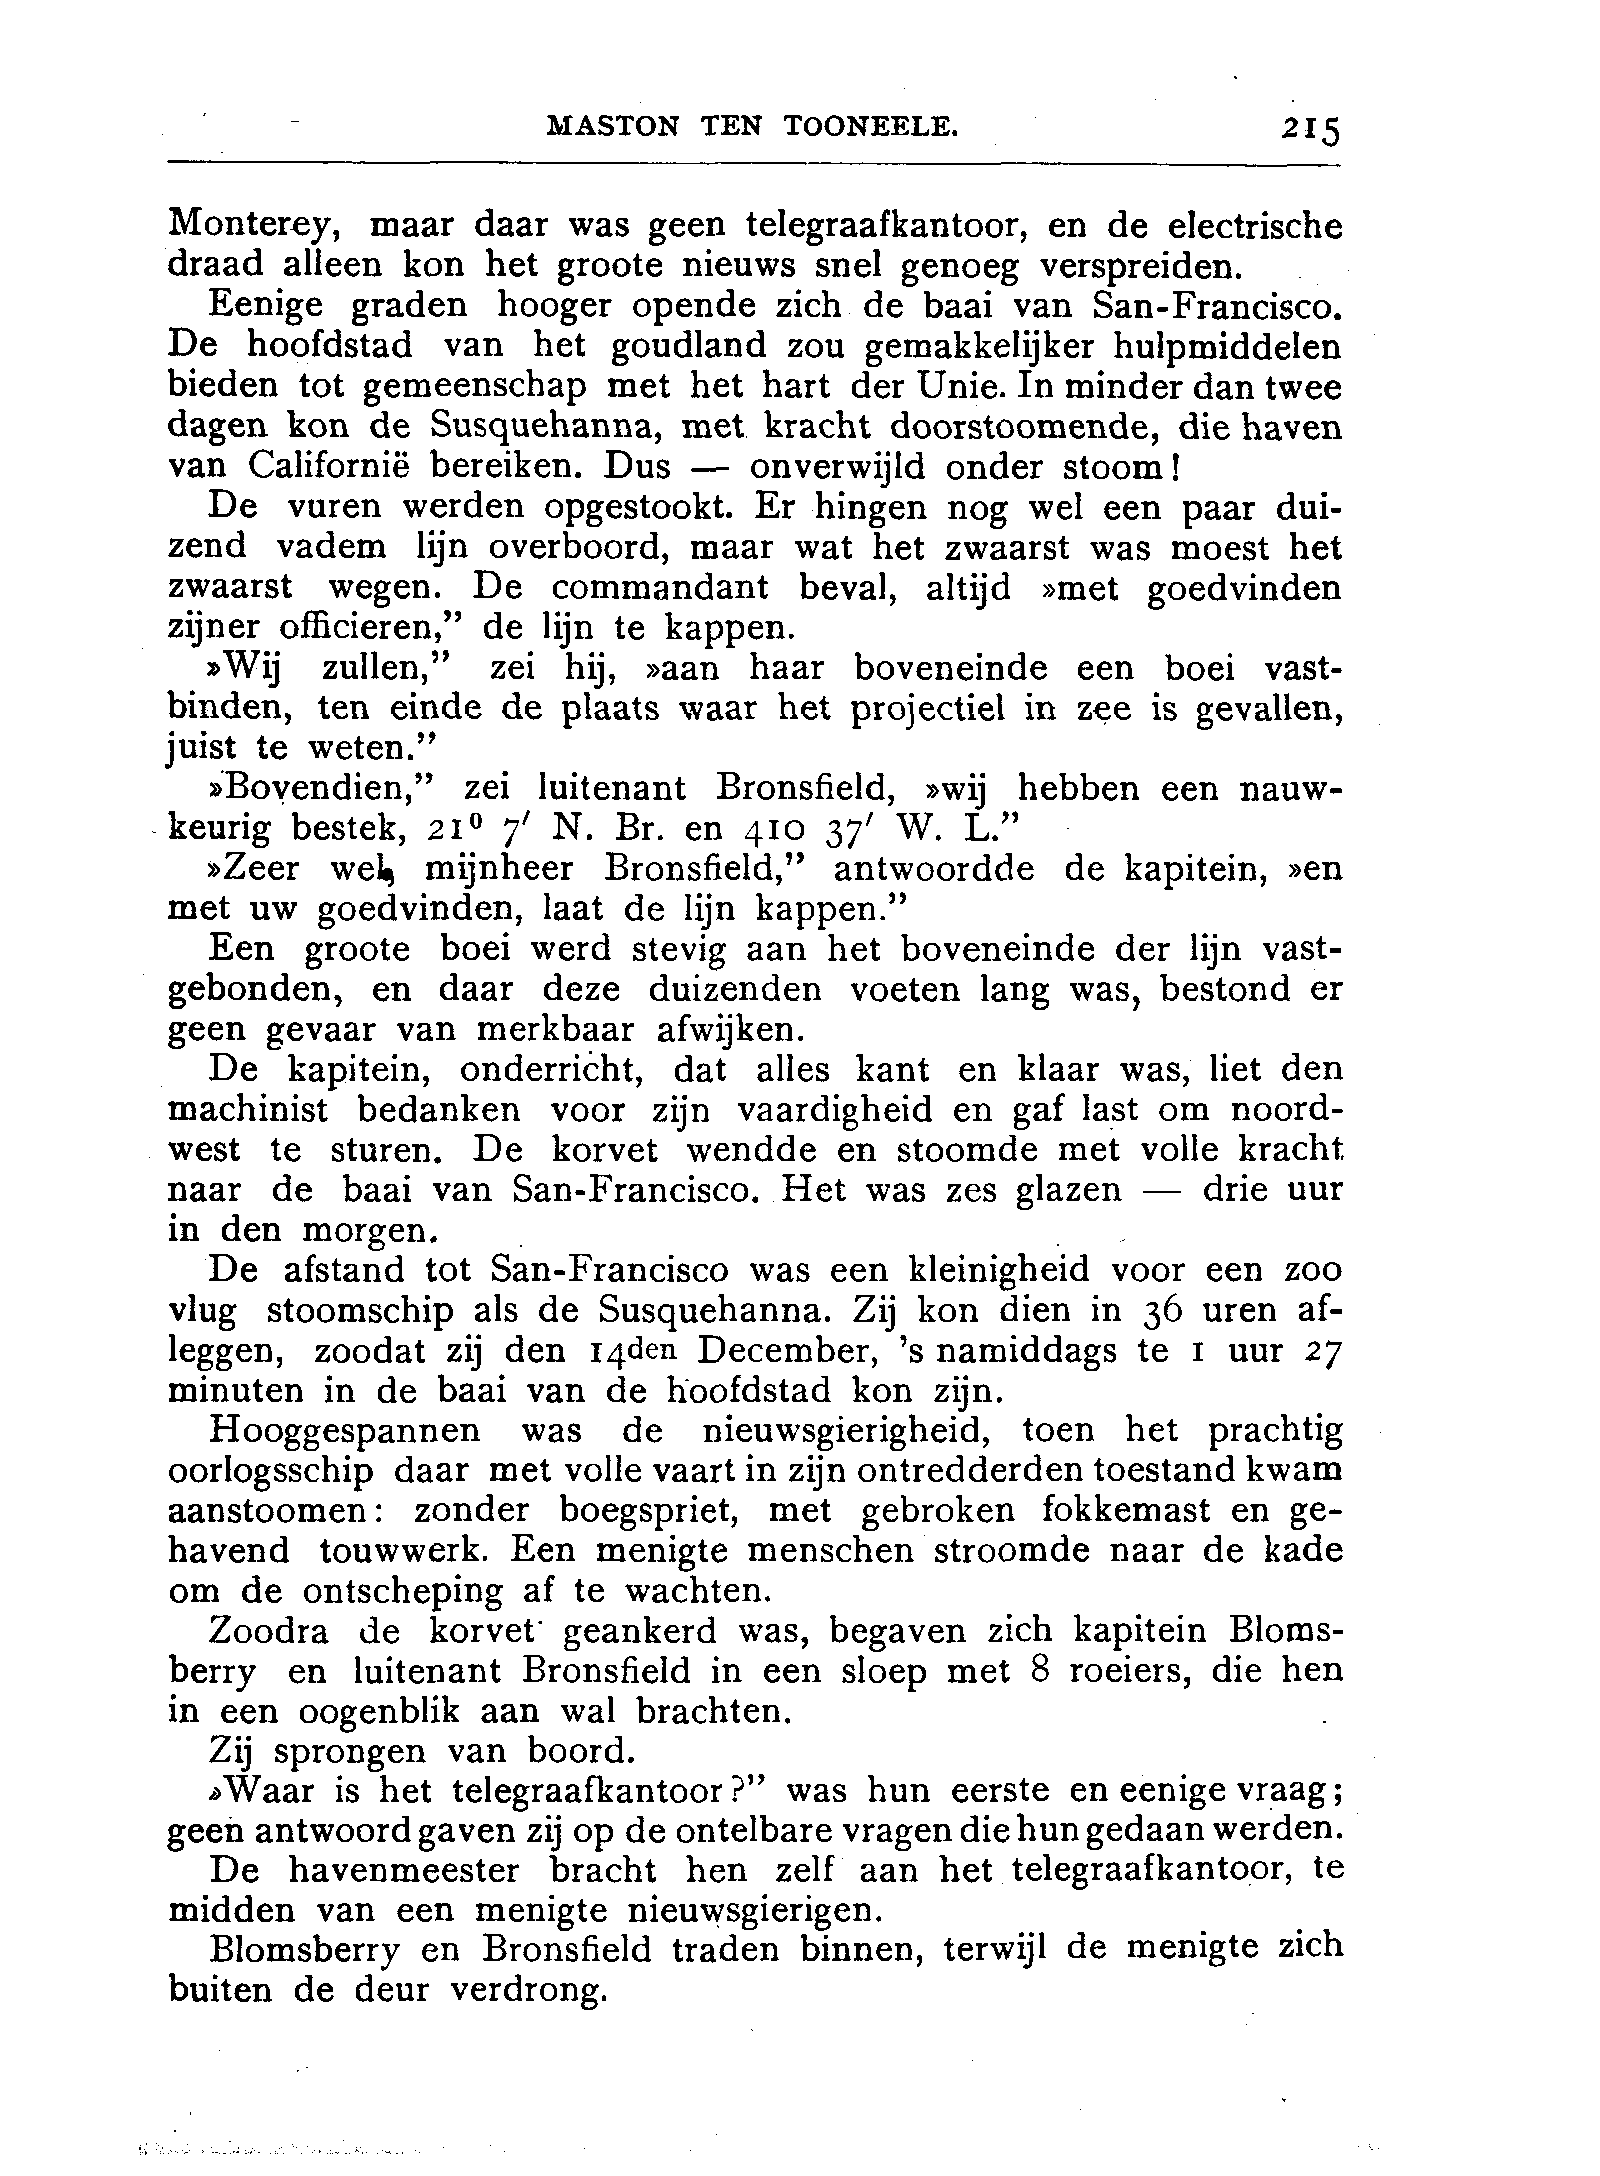 MASTON TEN TOONEELE. 215
Monterey, maar daar was geen telegraafkantoor, en de electrische
draad alleen kon het groote nieuws snel genoeg verspreiden.
Eenige graden hooger opende zich de baai van San-Francisco.
De hoofdstad van het goudland zou gemakkelijker hulpmiddelen
bieden tot gemeenschap met het hart der Unie. In minder dan twee
dagen kon de Susquehanna, met kracht doorstoomende, die haven
van Californië bereiken. Dus — onverwijld onder stoom!
De vuren werden opgestookt. Er hingen nog wel een paar dui-
zend vadem lijn overboord, maar wat het zwaarst was moest het
zwaarst wegen. De commandant beval, altijd »met goedvinden
zijner officieren,” de lijn te kappen.
»Wij zullen,” zei hij, »aan haar boveneinde een boei vast-
binden, ten einde de plaats waar het projectiel in zee is gevallen,
juist te weten.”
»Bovendien,” zei luitenant Bronsfield, »wij hebben een nauw-
keurig bestek, 21⁰ 7′ N. Br. en 410 37′ W. L.”
»Zeer wel, mijnheer Bronsfield,” antwoordde de kapitein, »en
met uw goedvinden, laat de lijn kappen.”
Een groote boei werd stevig aan het boveneinde der lijn vast-
gebonden, en daar deze duizenden voeten lang was, bestond er
geen gevaar van merkbaar afwijken.
De kapitein, onderricht, dat alles kant en klaar was, liet den
machinist bedanken voor zijn vaardigheid en gaf last om noord-
west te sturen. De korvet wendde en stoomde met volle kracht
naar de baai van San-Francisco. Het was zes glazen — drie uur
in den morgen.
De afstand tot San-Francisco was een kleinigheid voor een zoo
vlug stoomschip als de Susquehanna. Zij kon dien in 36 uren af-
leggen, zoodat zij den 14den December, ’s namiddags te 1 uur 27
minuten in de baai van de hoofdstad kon zijn.
Hooggespannen was de nieuwsgierigheid, toen het prachtig
oorlogsschip daar met volle vaart in zijn ontredderden toestand kwam
aanstoomen: zonder boegspriet, met gebroken fokkemast en ge-
havend touwwerk. Een menigte menschen stroomde naar de kade
om de ontscheping af te wachten.
Zoodra de korvet geankerd was, begaven zich kapitein Bloms-
berry en luitenant Bronsfield in een sloep met 8 roeiers, die hen
in een oogenblik aan wal brachten.
Zij sprongen van boord.
»Waar is het telegraafkantoor?” was hun eerste en eenige vraag;
geen antwoord gaven zij op de ontelbare vragen die hun gedaan werden.
De havenmeester bracht hen zelf aan het telegraafkantoor, te
midden van een menigte nieuwsgierigen.
Blomsberry en Bronsfield traden binnen, terwijl de menigte zich
buiten de deur verdrong.